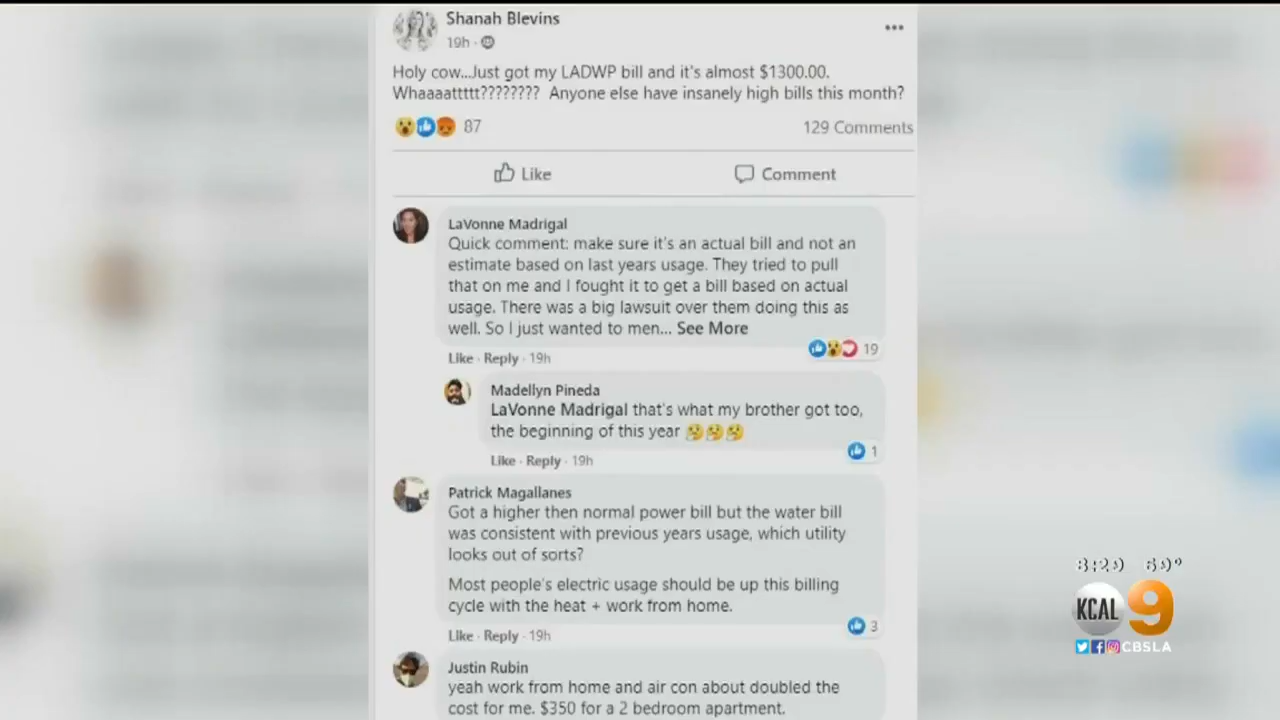 Shanah Blevins
19h ·
Holy cow...Just got my LADWP bill and it's almost $1300.00.
Whaaaattttt???????? Anyone else have insanely high bills this month?
87
129 Comments
Like
Comment
LaVonne Madrigal
Quick comment: make sure it's an actual bill and not an
estimate based on last years usage. They tried to pull
that on me and I fought it to get a bill based on actual
usage. There was a big lawsuit over them doing this as
well. So I just wanted to men... See More
19
Like · Reply · 19h
Madellyn Pineda
LaVonne Madrigal that's what my brother got too,
the beginning of this year
1
Like · Reply · 19h
Patrick Magallanes
Got a higher then normal power bill but the water bill
was consistent with previous years usage, which utility
looks out of sorts?
Most people's electric usage should be up this billing
cycle with the heat + work from home.
3
Like · Reply · 19h
Justin Rubin
yeah work from home and air con about doubled the
cost for me. $350 for a 2 bedroom apartment.
8:20 60°
KCAL 9
CBSLA